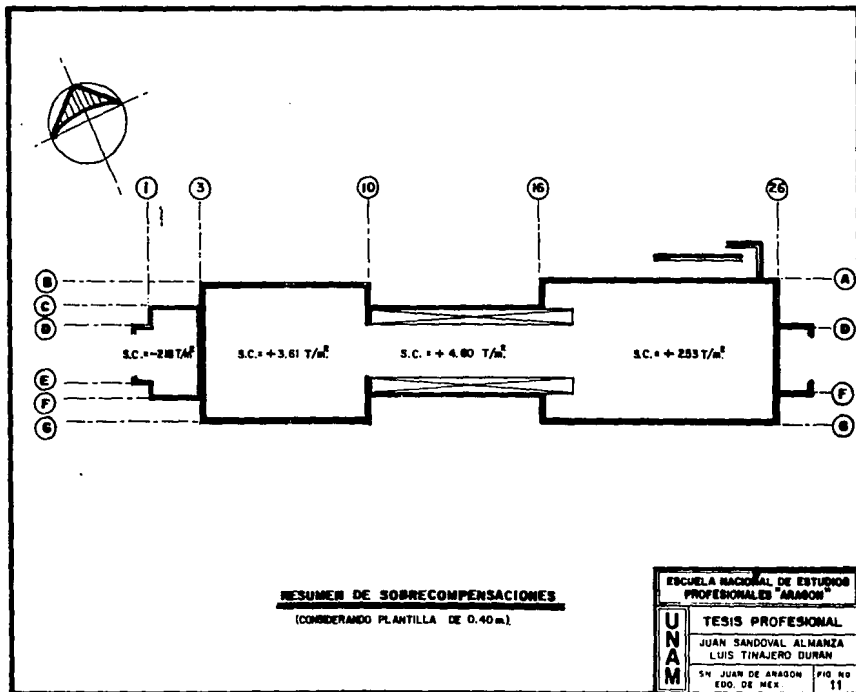 1 3 10 16 26
B A
C
D D
S.C.=-2.18 T/m² S.C.=+3.61 T/m² S.C.=+4.80 T/m² S.C.=+2.53 T/m²
E
F F
G G
RESUMEN DE SOBRECOMPENSACIONES
(CONSIDERANDO PLANTILLA DE 0.40 m)
ESCUELA NACIONAL DE ESTUDIOS
PROFESIONALES "ARAGON"
UNAM
TESIS PROFESIONAL
JUAN SANDOVAL ALMANZA
LUIS TINAJERO DURAN
SN JUAN DE ARAGON
EDO. DE MEX.
FIG No
11